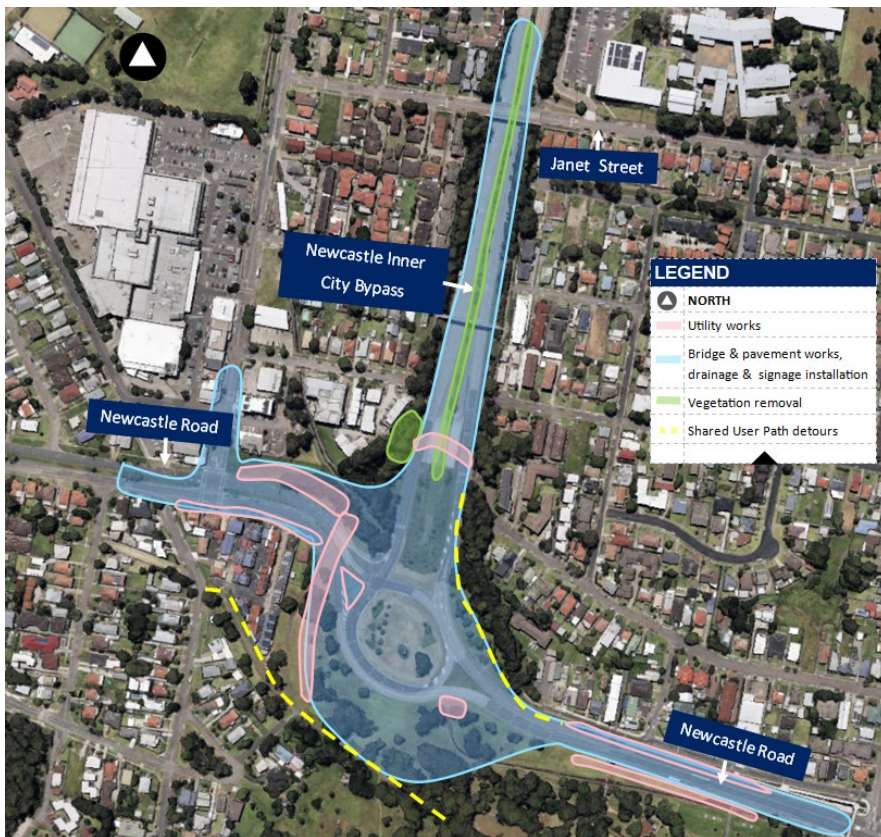 Janet Street
Newcastle Inner
City Bypass
LEGEND
NORTH
Utility works
Bridge & pavement works,
drainage & signage installation
Vegetation removal
Shared User Path detours
Newcastle Road
Newcastle Road